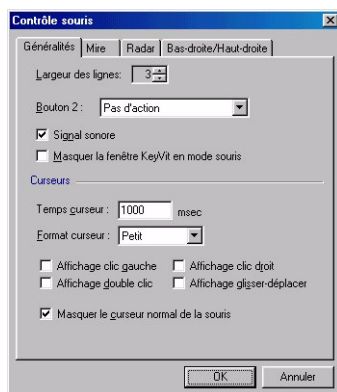 Contrôle souris
Généralités Mire Radar Bas-droite/Haut-droite
Largeur des lignes: 3
Bouton 2 : Pas d'action
Signal sonore
Masquer la fenêtre KeyVit en mode souris
Curseurs
Temps curseur : 1000 msec
Format curseur : Petit
Affichage clic gauche Affichage clic droit
Affichage double clic Affichage glisser-déplacer
Masquer le curseur normal de la souris
OK Annuler